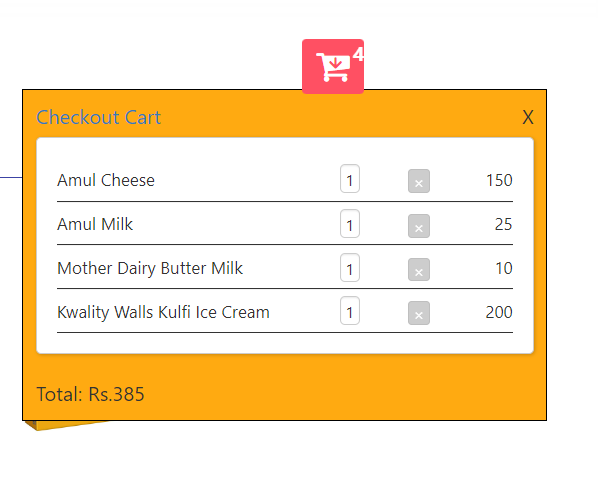 4
Checkout Cart X
Amul Cheese 1 × 150
Amul Milk 1 × 25
Mother Dairy Butter Milk 1 × 10
Kwality Walls Kulfi Ice Cream 1 × 200
Total: Rs.385